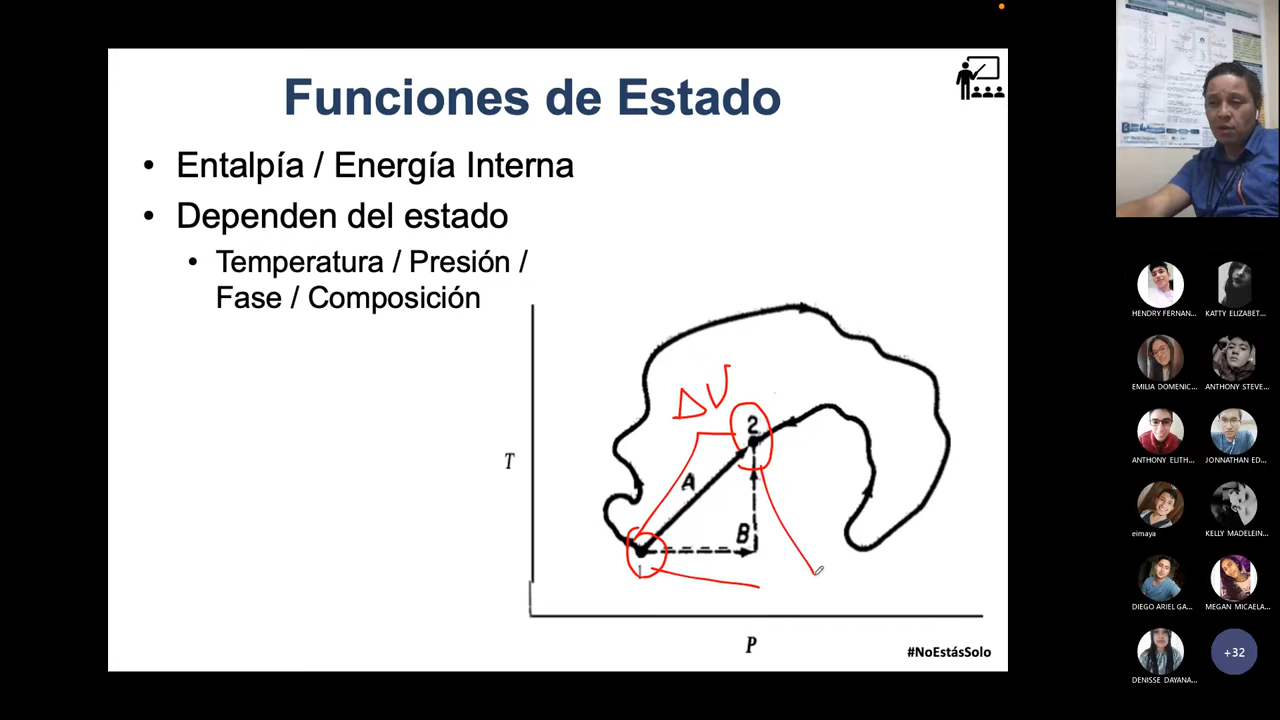 Funciones de Estado
• Entalpía / Energía Interna
• Dependen del estado
• Temperatura / Presión /
Fase / Composición
ΔU
2
T
A
B
1
P
#NoEstásSolo
HENDRY FERNAN...
KATTY ELIZABET...
EMILIA DOMENIC...
ANTHONY STEVE...
ANTHONY ELITH...
JONNATHAN ED...
eimaya
KELLY MADELEIN...
DIEGO ARIEL GA...
MEGAN MICAELA...
DENISSE DAYANA...
+32